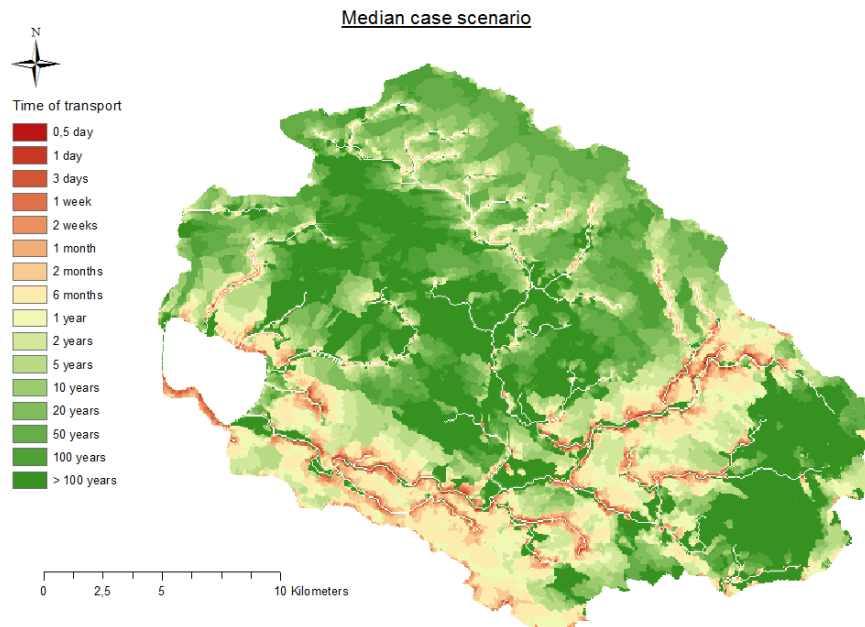 Median case scenario
N
Time of transport
0,5 day
1 day
3 days
1 week
2 weeks
1 month
2 months
6 months
1 year
2 years
5 years
10 years
20 years
50 years
100 years
> 100 years
0 2,5 5 10 Kilometers